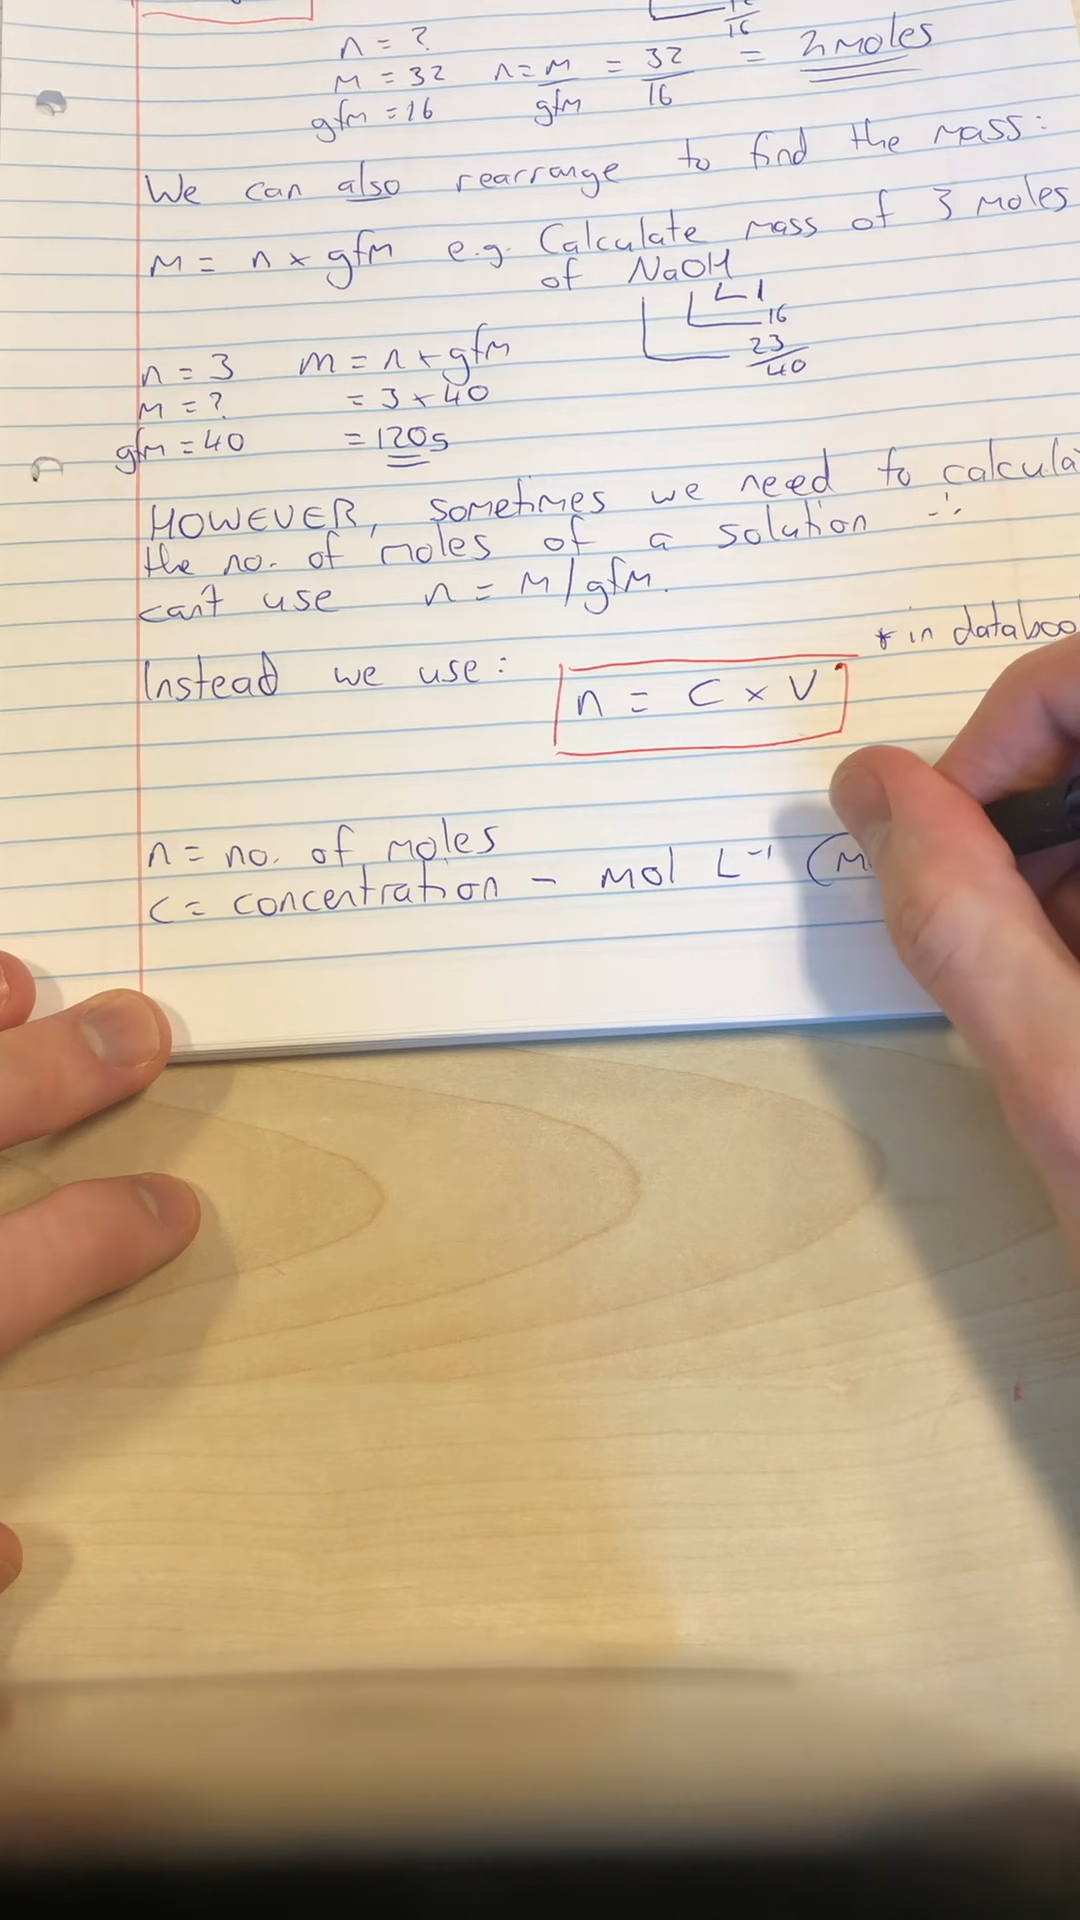 16
n = ?
M = 32 n = M/gfm = 32/16 = 2 moles
gfm = 16
We can also rearrange to find the mass:
M = n x gfm e.g. Calculate mass of 3 moles
of NaOH
1
16
23
40
n = 3 m = n x gfm
M = ? = 3 x 40
gfm = 40 = 120g
HOWEVER, sometimes we need to
the no. of moles of a solution ∴
can't use n = M/gfm.
* in
Instead we use: n = C x V
n = no. of moles
C = concentration - mol L⁻¹ (